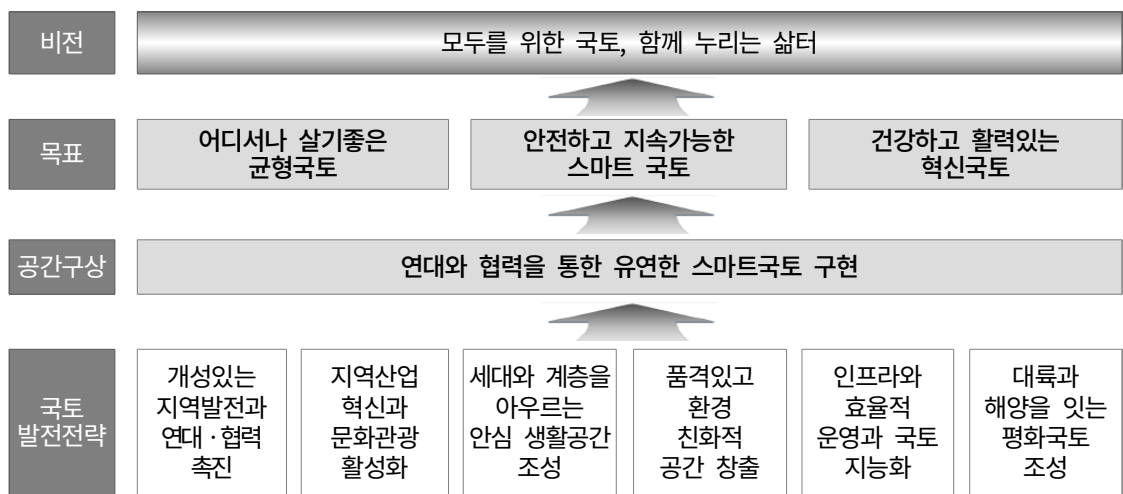 비전
모두를 위한 국토, 함께 누리는 삶터
목표
어디서나 살기좋은
균형국토
안전하고 지속가능한
스마트 국토
건강하고 활력있는
혁신국토
공간구상
연대와 협력을 통한 유연한 스마트국토 구현
국토
발전전략
개성있는
지역발전과
연대·협력
촉진
지역산업
혁신과
문화관광
활성화
세대와 계층을
아우르는
안심 생활공간
조성
품격있고
환경
친화적
공간 창출
인프라와
효율적
운영과 국토
지능화
대륙과
해양을 잇는
평화국토
조성